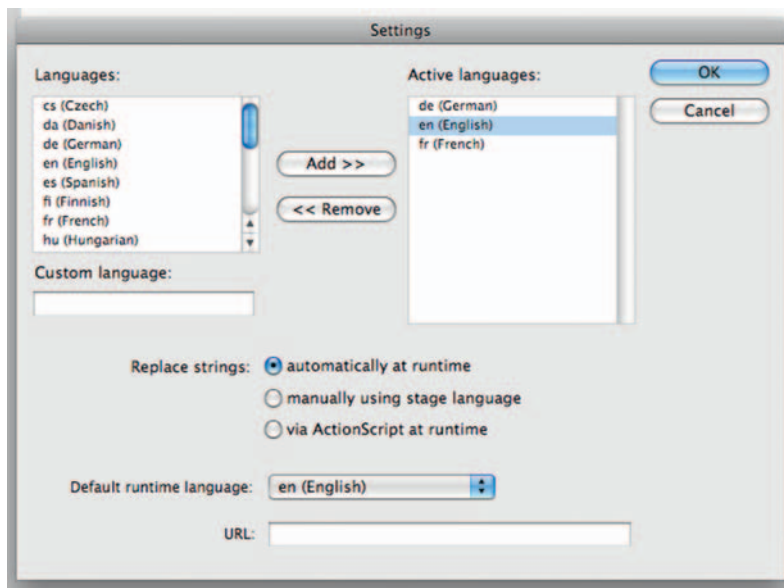 Settings
Languages:
cs (Czech)
da (Danish)
de (German)
en (English)
es (Spanish)
fi (Finnish)
fr (French)
hu (Hungarian)
Custom language:
Add >>
<< Remove
Active languages:
de (German)
en (English)
fr (French)
OK
Cancel
Replace strings:
automatically at runtime
manually using stage language
via ActionScript at runtime
Default runtime language:
en (English)
URL: